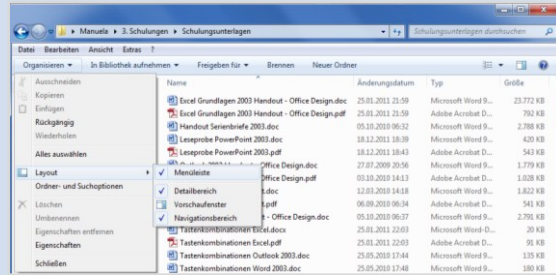 Manuela ▸ 3. Schulungen ▸ Schulungsunterlagen
Schulungsunterlagen durchsuchen
Datei Bearbeiten Ansicht Extras ?
Organisieren In Bibliothek aufnehmen Freigeben für Brennen Neuer Ordner
Ausschneiden
Kopieren
Einfügen
Rückgängig
Wiederholen
Alles auswählen
Layout
Ordner- und Suchoptionen
Löschen
Umbenennen
Eigenschaften entfernen
Eigenschaften
Schließen
Menüleiste
Detailbereich
Vorschaufenster
Navigationsbereich
Name Änderungsdatum Typ Größe
Excel Grundlagen 2003 Handout - Office Design.doc 25.01.2011 21:59 Microsoft Word 9... 23.772 KB
Excel Grundlagen 2003 Handout - Office Design.pdf 25.01.2011 21:59 Adobe Acrobat D... 792 KB
Handout Serienbriefe 2003.doc 05.10.2010 06:32 Microsoft Word 9... 2.788 KB
Leseprobe PowerPoint 2003.doc 18.12.2011 18:39 Microsoft Word 9... 420 KB
Leseprobe PowerPoint 2003.pdf 18.12.2011 18:43 Adobe Acrobat D... 543 KB
Office Design.doc 27.07.2009 20:56 Microsoft Word 9... 1.779 KB
Office Design.pdf 03.10.2010 14:13 Adobe Acrobat D... 1.028 KB
t.doc 12.03.2010 14:18 Microsoft Word 9... 1.822 KB
t.pdf 06.09.2010 06:34 Adobe Acrobat D... 541 KB
- Office Design.doc 05.10.2010 06:37 Microsoft Word 9... 2.791 KB
Tastenkombinationen Excel.docx 25.01.2011 22:03 Microsoft Word-D... 20 KB
Tastenkombinationen Excel.pdf 25.01.2011 22:03 Adobe Acrobat D... 91 KB
Tastenkombinationen Outlook 2003.doc 25.05.2010 17:44 Microsoft Word 9... 135 KB
Tastenkombinationen Word 2003.doc 25.05.2010 17:48 Microsoft Word 9... 180 KB